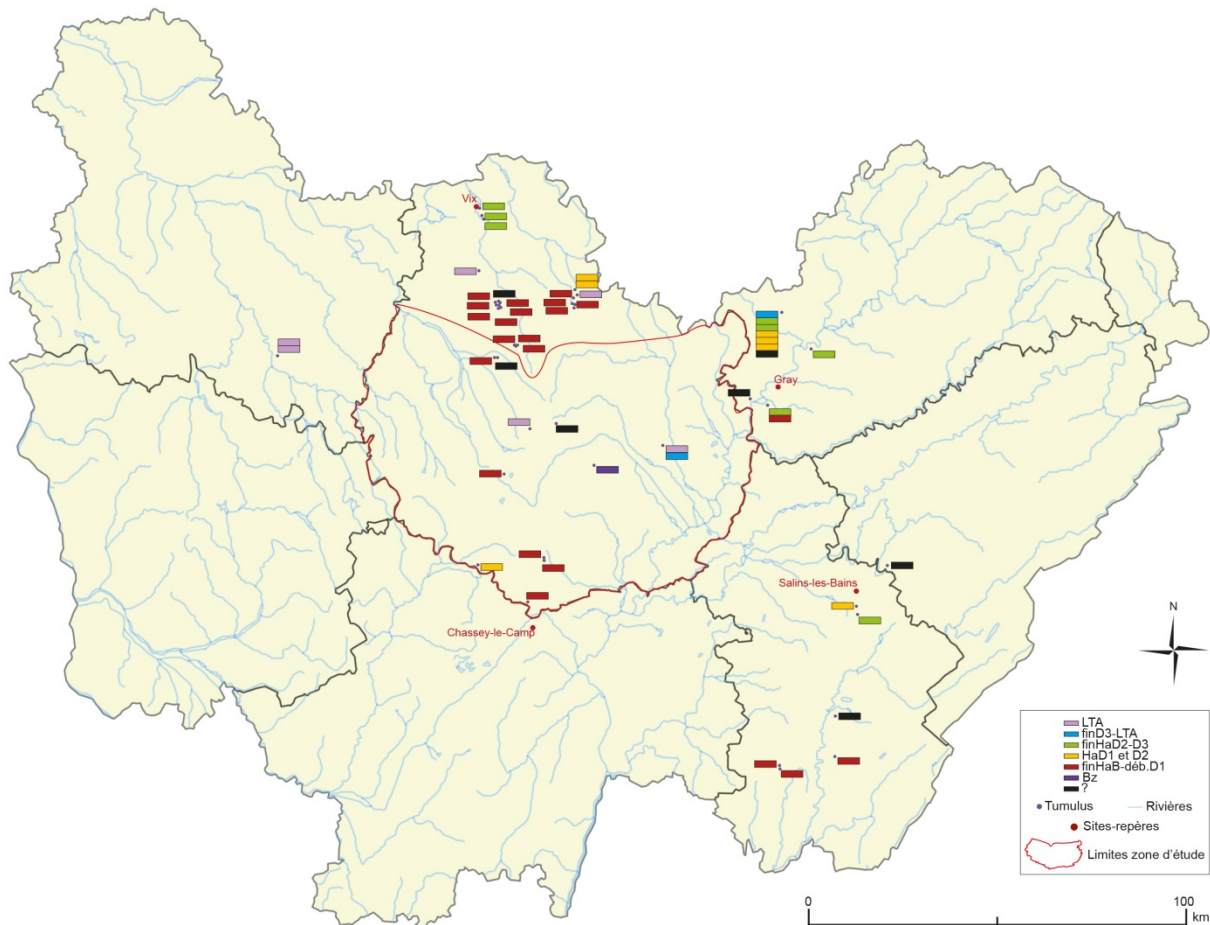 Vix
Gray
Salins-les-Bains
Chassey-le-Camp
N
LTA
finD3-LTA
finHaD2-D3
HaD1 et D2
finHaB-déb.D1
Bz
?
Tumulus
Rivières
Sites-repères
Limites zone d'étude
0
100
km